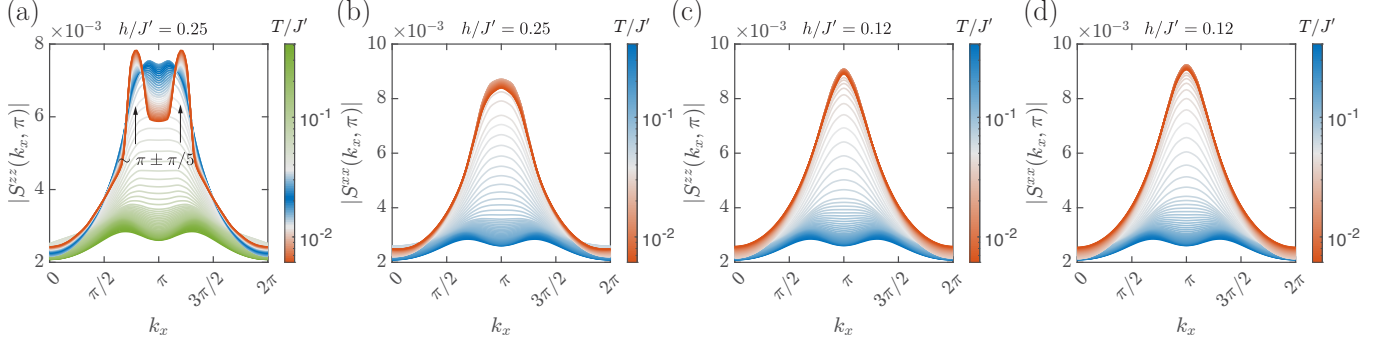 (a)
×10⁻³ h/J′ = 0.25 T/J′
8
6
4
2
|S^{zz}(k_x, π)|
∼ π ± π/5
10⁻¹
10⁻²
0 π/2 π 3π/2 2π
k_x
(b)
×10⁻³ h/J′ = 0.25 T/J′
10
8
6
4
2
|S^{xx}(k_x, π)|
10⁻¹
10⁻²
0 π/2 π 3π/2 2π
k_x
(c)
×10⁻³ h/J′ = 0.12 T/J′
10
8
6
4
2
|S^{zz}(k_x, π)|
10⁻¹
10⁻²
0 π/2 π 3π/2 2π
k_x
(d)
×10⁻³ h/J′ = 0.12 T/J′
10
8
6
4
2
|S^{xx}(k_x, π)|
10⁻¹
10⁻²
0 π/2 π 3π/2 2π
k_x